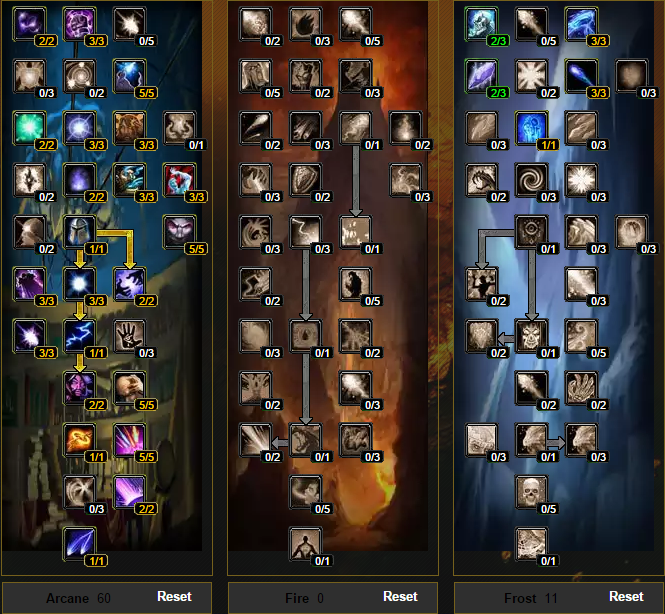 2/2 3/3 0/5 0/2 0/3 0/5 2/3 0/5 3/3
0/3 0/2 5/5 0/5 0/2 0/3 2/3 0/2 3/3 0/3
2/2 3/3 3/3 0/1 0/2 0/3 0/1 0/2 0/3 1/1 0/3
0/2 2/2 3/3 3/3 0/3 0/2 0/3 0/2 0/3 0/3
0/2 1/1 5/5 0/3 0/3 0/1 0/1 0/3 0/3
3/3 3/3 2/2 0/2 0/5 0/2 0/3
3/3 1/1 0/3 0/3 0/1 0/2 0/2 0/1 0/5
2/2 5/5 0/2 0/3 0/2 0/2
1/1 5/5 0/2 0/1 0/3 0/3 0/1 0/3
0/3 2/2 0/5 0/5
1/1 0/1 0/1
Arcane 60 Reset Fire 0 Reset Frost 11 Reset